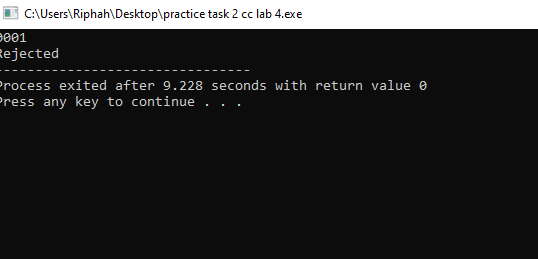 C:\Users\Riphah\Desktop\practice task 2 cc lab 4.exe
0001
Rejected
--------------------------------
Process exited after 9.228 seconds with return value 0
Press any key to continue . . .